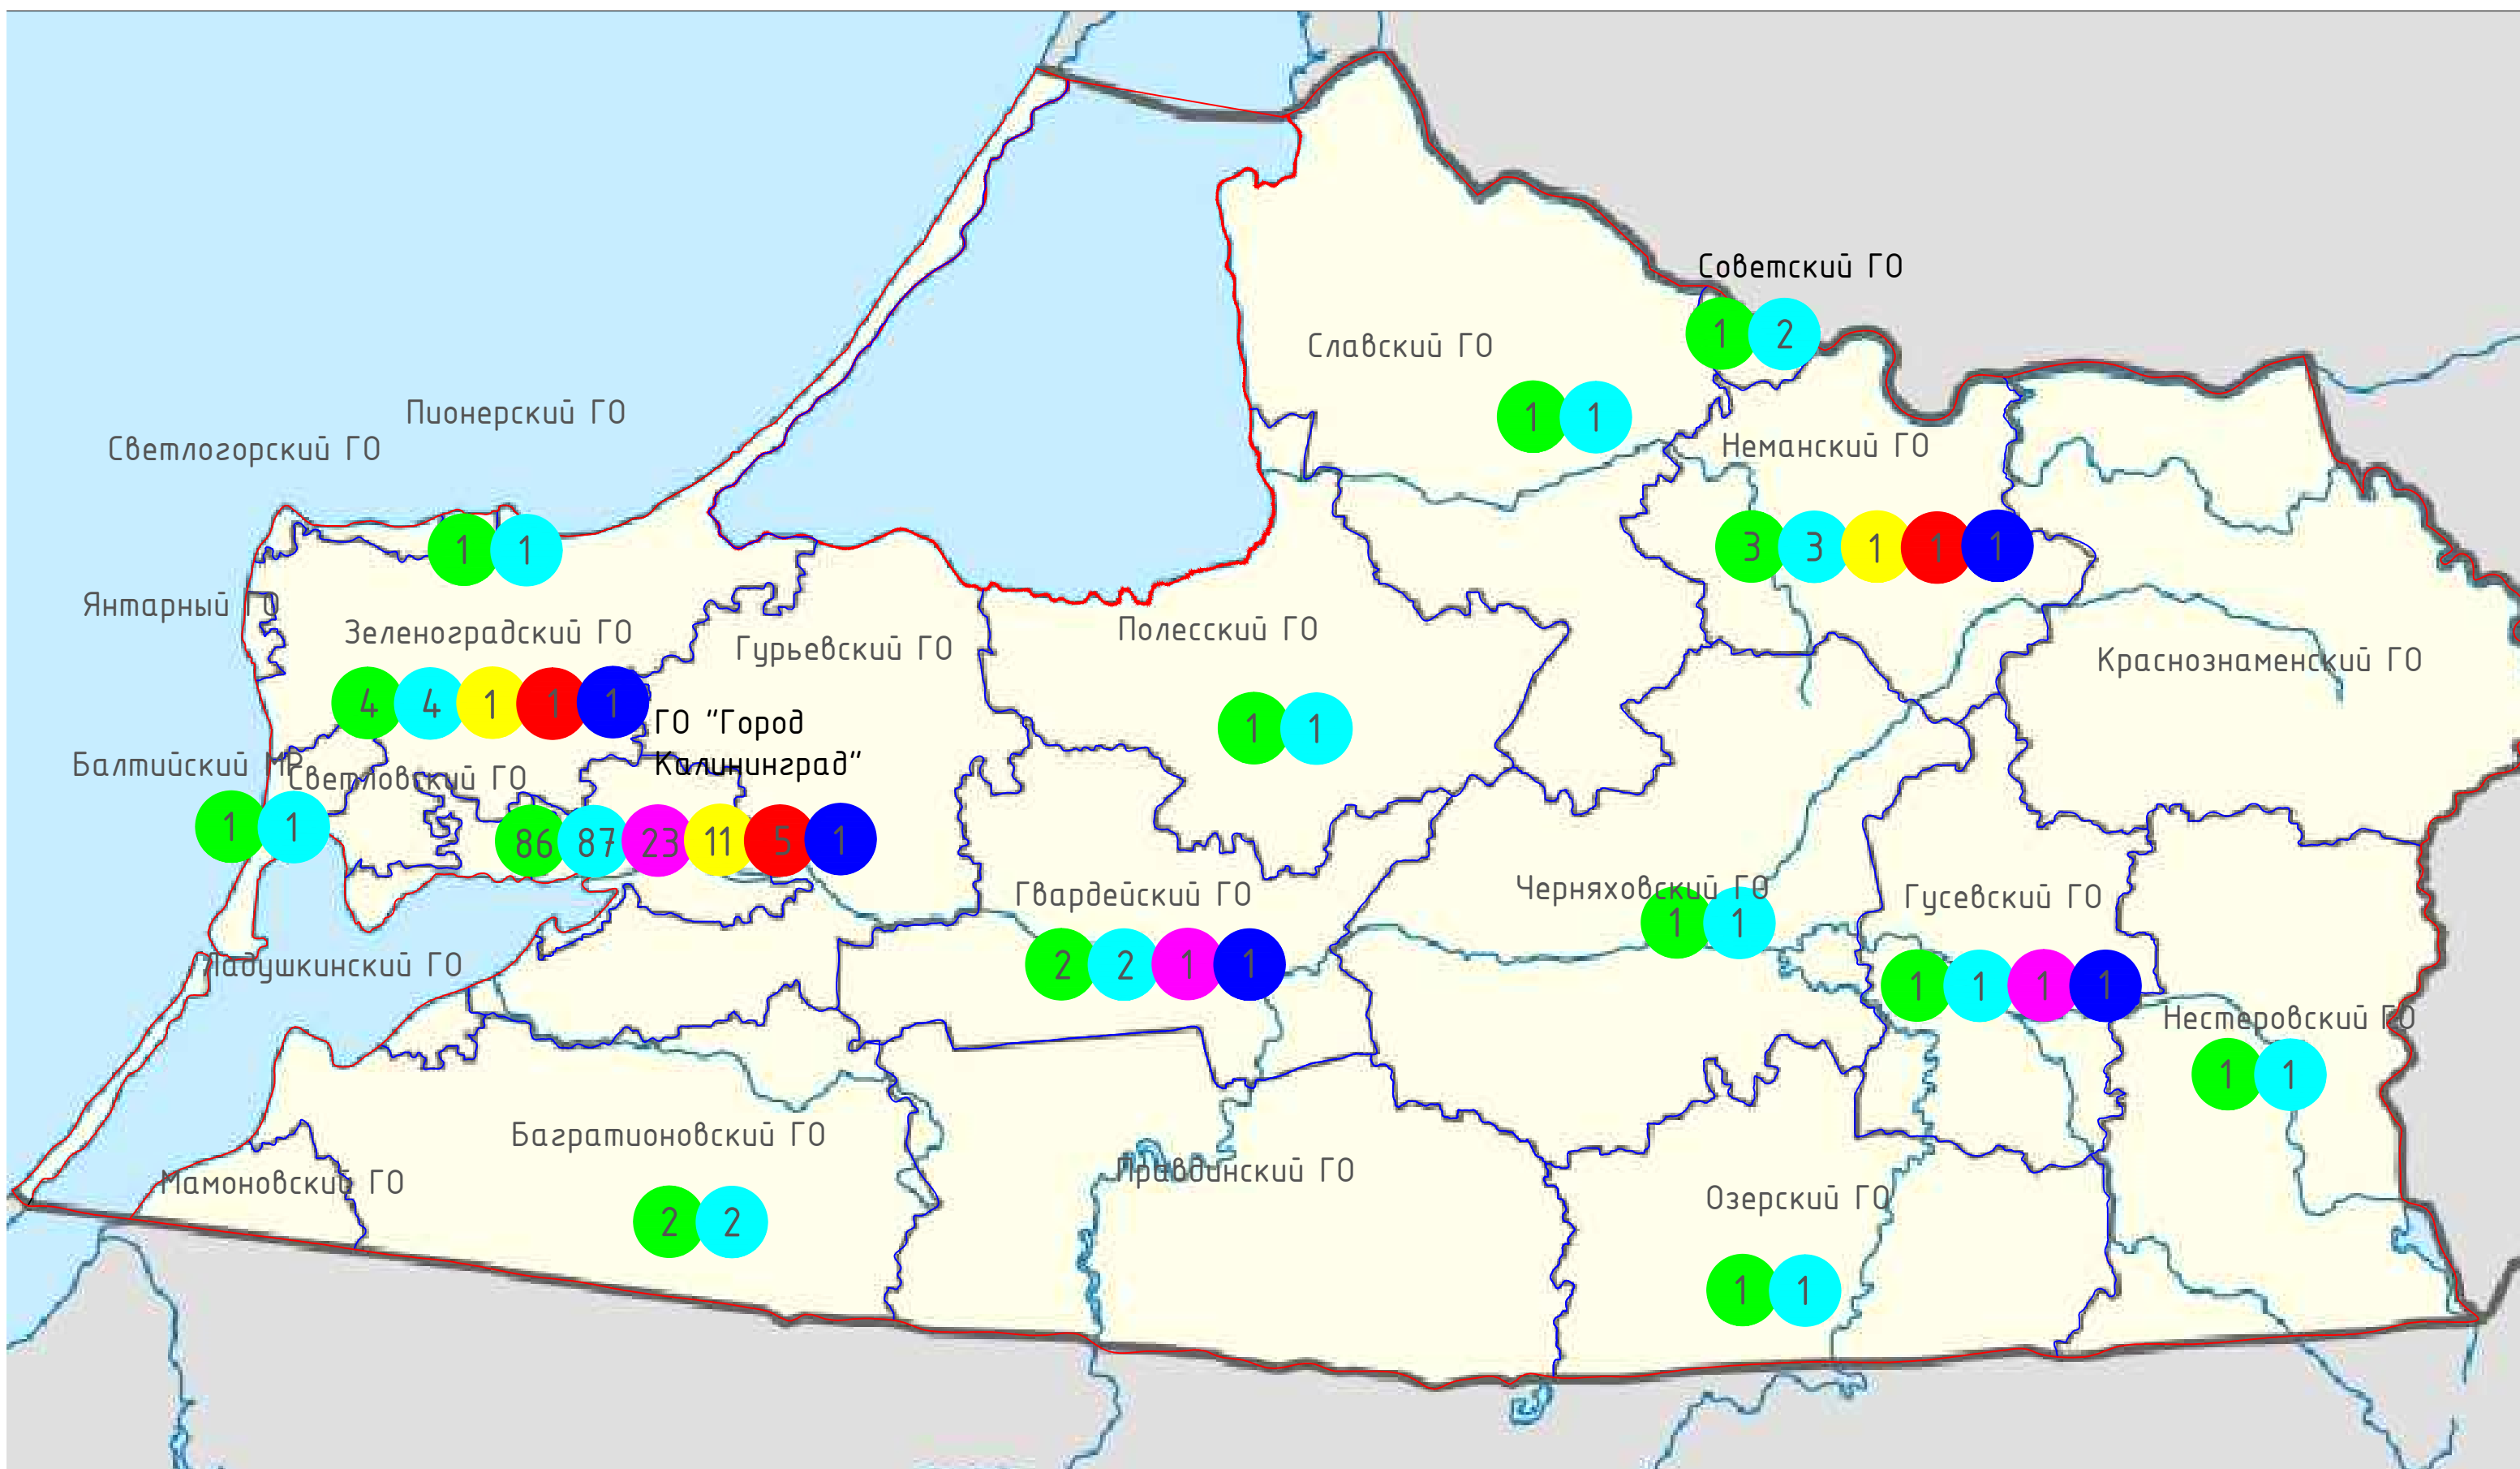 Советский ГО
1 2
Славский ГО
1 1
Пионерский ГО
Светлогорский ГО
Неманский ГО
3 3 1 1 1
1 1
Янтарный ГО
Зеленоградский ГО
4 4 1 1 1
Гурьевский ГО
Полесский ГО
1 1
Краснознаменский ГО
ГО "Город
Калининград"
86 87 23 11 5 1
Балтийский МР
1 1
Светловский ГО
Гвардейский ГО
2 2 1 1
Черняховский ГО
1 1
Гусевский ГО
1 1 1 1
Ладушкинский ГО
Нестеровский ГО
1 1
Багратионовский ГО
2 2
Мамоновский ГО
Правдинский ГО
Озерский ГО
1 1